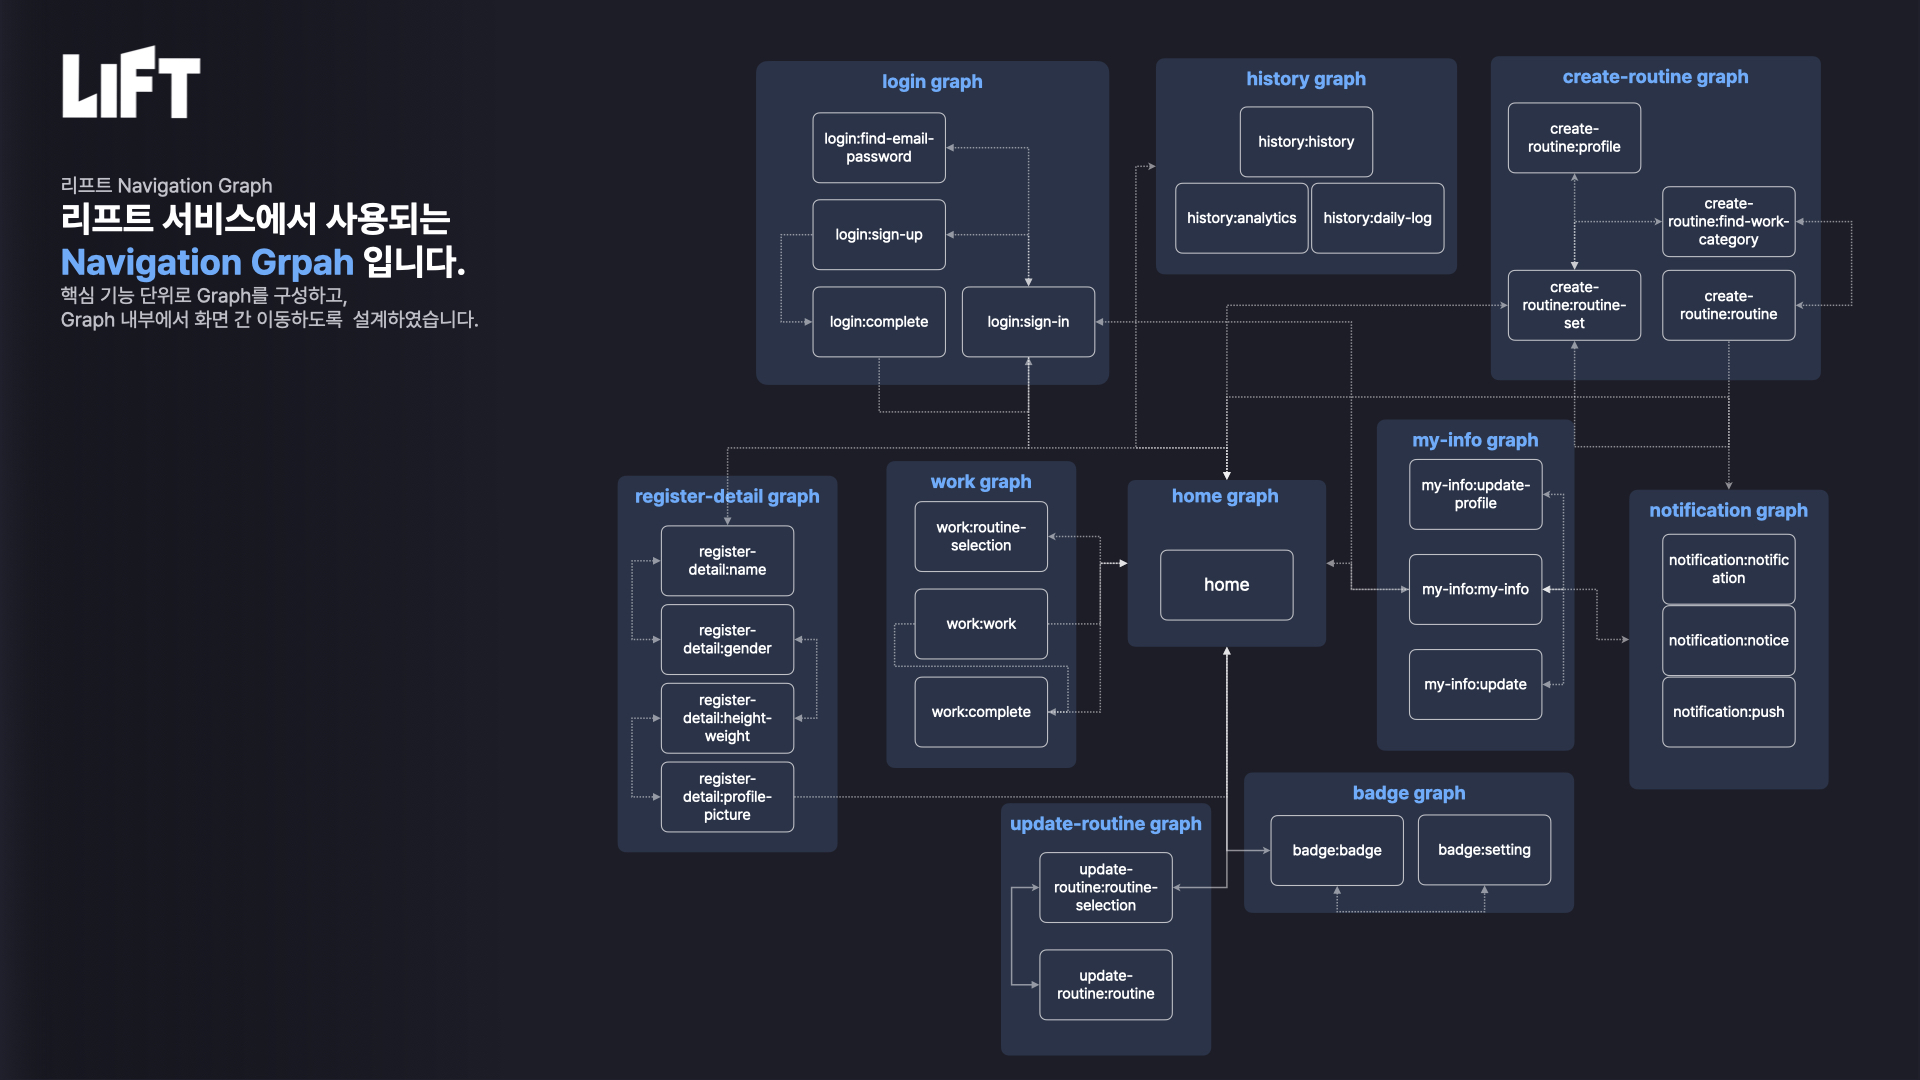 LIFT
리프트 Navigation Graph
리프트 서비스에서 사용되는
Navigation Grpah 입니다.
핵심 기능 단위로 Graph를 구성하고,
Graph 내부에서 화면 간 이동하도록 설계하였습니다.
login graph
login:find-email-
password
login:sign-up
login:complete
login:sign-in
history graph
history:history
history:analytics
history:daily-log
create-routine graph
create-
routine:profile
create-
routine:find-work-
category
create-
routine:routine-
set
create-
routine:routine
register-detail graph
register-
detail:name
register-
detail:gender
register-
detail:height-
weight
register-
detail:profile-
picture
work graph
work:routine-
selection
work:work
work:complete
home graph
home
my-info graph
my-info:update-
profile
my-info:my-info
my-info:update
notification graph
notification:notific
ation
notification:notice
notification:push
update-routine graph
update-
routine:routine-
selection
update-
routine:routine
badge graph
badge:badge
badge:setting